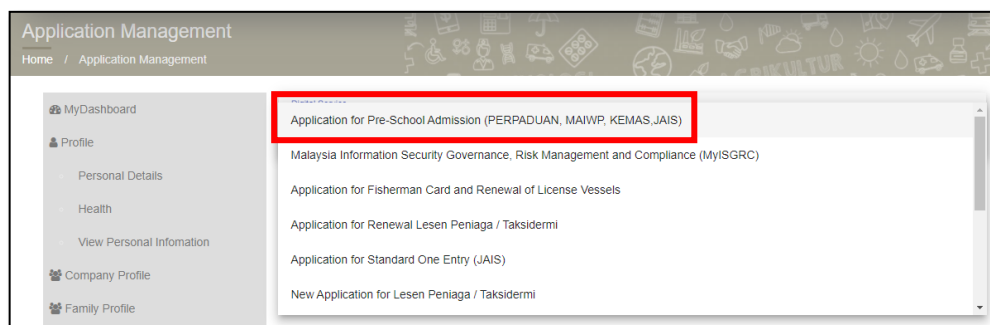 Application Management
Home / Application Management
AGRIKULTUR
MyDashboard
Profile
Personal Details
Health
View Personal Infomation
Company Profile
Family Profile
Digital Service
Application for Pre-School Admission (PERPADUAN, MAIWP, KEMAS,JAIS)
Malaysia Information Security Governance, Risk Management and Compliance (MyISGRC)
Application for Fisherman Card and Renewal of License Vessels
Application for Renewal Lesen Peniaga / Taksidermi
Application for Standard One Entry (JAIS)
New Application for Lesen Peniaga / Taksidermi